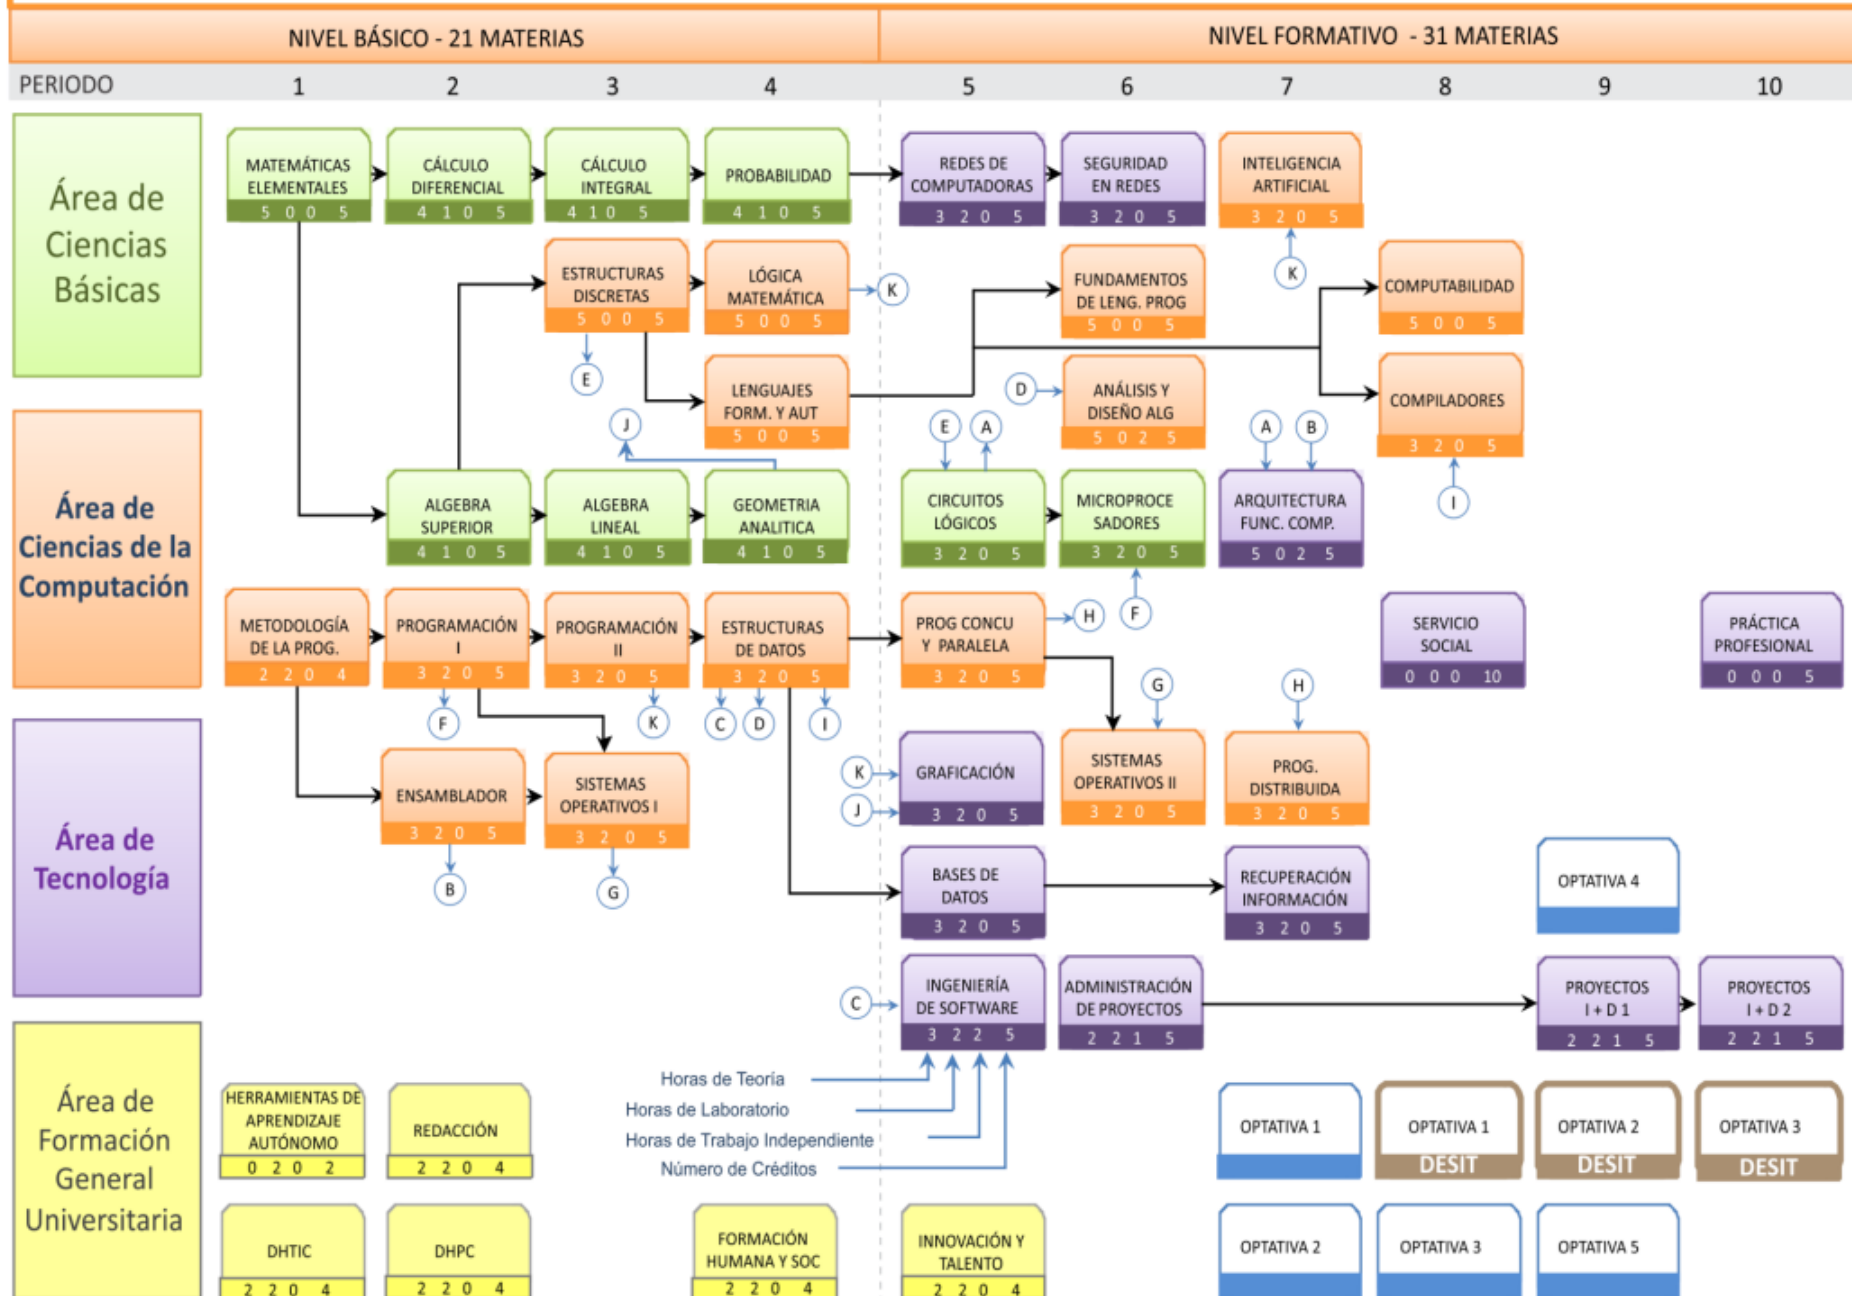 NIVEL BÁSICO - 21 MATERIAS
NIVEL FORMATIVO - 31 MATERIAS
PERIODO 1 2 3 4 5 6 7 8 9 10
Área de
Ciencias
Básicas
MATEMÁTICAS
ELEMENTALES
5 0 0 5
CÁLCULO
DIFERENCIAL
4 1 0 5
CÁLCULO
INTEGRAL
4 1 0 5
PROBABILIDAD
4 1 0 5
REDES DE
COMPUTADORAS
3 2 0 5
SEGURIDAD
EN REDES
3 2 0 5
INTELIGENCIA
ARTIFICIAL
3 2 0 5
K
ESTRUCTURAS
DISCRETAS
5 0 0 5
E
LÓGICA
MATEMÁTICA
5 0 0 5
K
FUNDAMENTOS
DE LENG. PROG
5 0 0 5
COMPUTABILIDAD
5 0 0 5
LENGUAJES
FORM. Y AUT
5 0 0 5
D
ANÁLISIS Y
DISEÑO ALG
5 0 2 5
COMPILADORES
3 2 0 5
I
Área de
Ciencias de la
Computación
J
E
A
A
B
ALGEBRA
SUPERIOR
4 1 0 5
ALGEBRA
LINEAL
4 1 0 5
GEOMETRIA
ANALITICA
4 1 0 5
CIRCUITOS
LÓGICOS
3 2 0 5
MICROPROCE
SADORES
3 2 0 5
F
ARQUITECTURA
FUNC. COMP.
5 0 2 5
METODOLOGÍA
DE LA PROG.
2 2 0 4
PROGRAMACIÓN
I
3 2 0 5
F
PROGRAMACIÓN
II
3 2 0 5
K
ESTRUCTURAS
DE DATOS
3 2 0 5
C
D
I
PROG CONCU
Y PARALELA
3 2 0 5
H
SERVICIO
SOCIAL
0 0 0 10
PRÁCTICA
PROFESIONAL
0 0 0 5
Área de
Tecnología
ENSAMBLADOR
3 2 0 5
B
SISTEMAS
OPERATIVOS I
3 2 0 5
G
K
J
GRAFICACIÓN
3 2 0 5
G
SISTEMAS
OPERATIVOS II
3 2 0 5
H
PROG.
DISTRIBUIDA
3 2 0 5
BASES DE
DATOS
3 2 0 5
RECUPERACIÓN
INFORMACIÓN
3 2 0 5
OPTATIVA 4
C
INGENIERÍA
DE SOFTWARE
3 2 2 5
ADMINISTRACIÓN
DE PROYECTOS
2 2 1 5
PROYECTOS
I + D 1
2 2 1 5
PROYECTOS
I + D 2
2 2 1 5
Horas de Teoría
Horas de Laboratorio
Horas de Trabajo Independiente
Número de Créditos
Área de
Formación
General
Universitaria
HERRAMIENTAS DE
APRENDIZAJE
AUTÓNOMO
0 2 0 2
REDACCIÓN
2 2 0 4
OPTATIVA 1
OPTATIVA 1
DESIT
OPTATIVA 2
DESIT
OPTATIVA 3
DESIT
DHTIC
2 2 0 4
DHPC
2 2 0 4
FORMACIÓN
HUMANA Y SOC
2 2 0 4
INNOVACIÓN Y
TALENTO
2 2 0 4
OPTATIVA 2
OPTATIVA 3
OPTATIVA 5